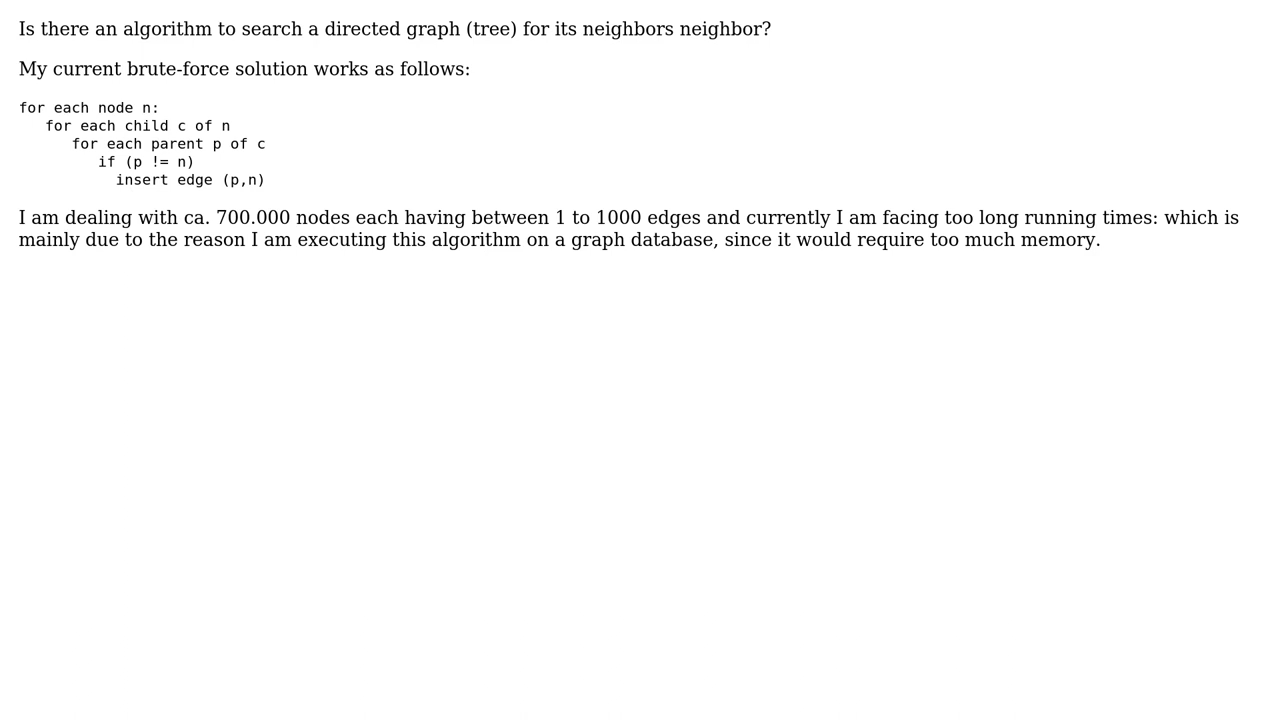 Is there an algorithm to search a directed graph (tree) for its neighbors neighbor?
My current brute-force solution works as follows:
for each node n:
   for each child c of n
      for each parent p of c
         if (p != n)
           insert edge (p,n)
I am dealing with ca. 700.000 nodes each having between 1 to 1000 edges and currently I am facing too long running times: which is
mainly due to the reason I am executing this algorithm on a graph database, since it would require too much memory.